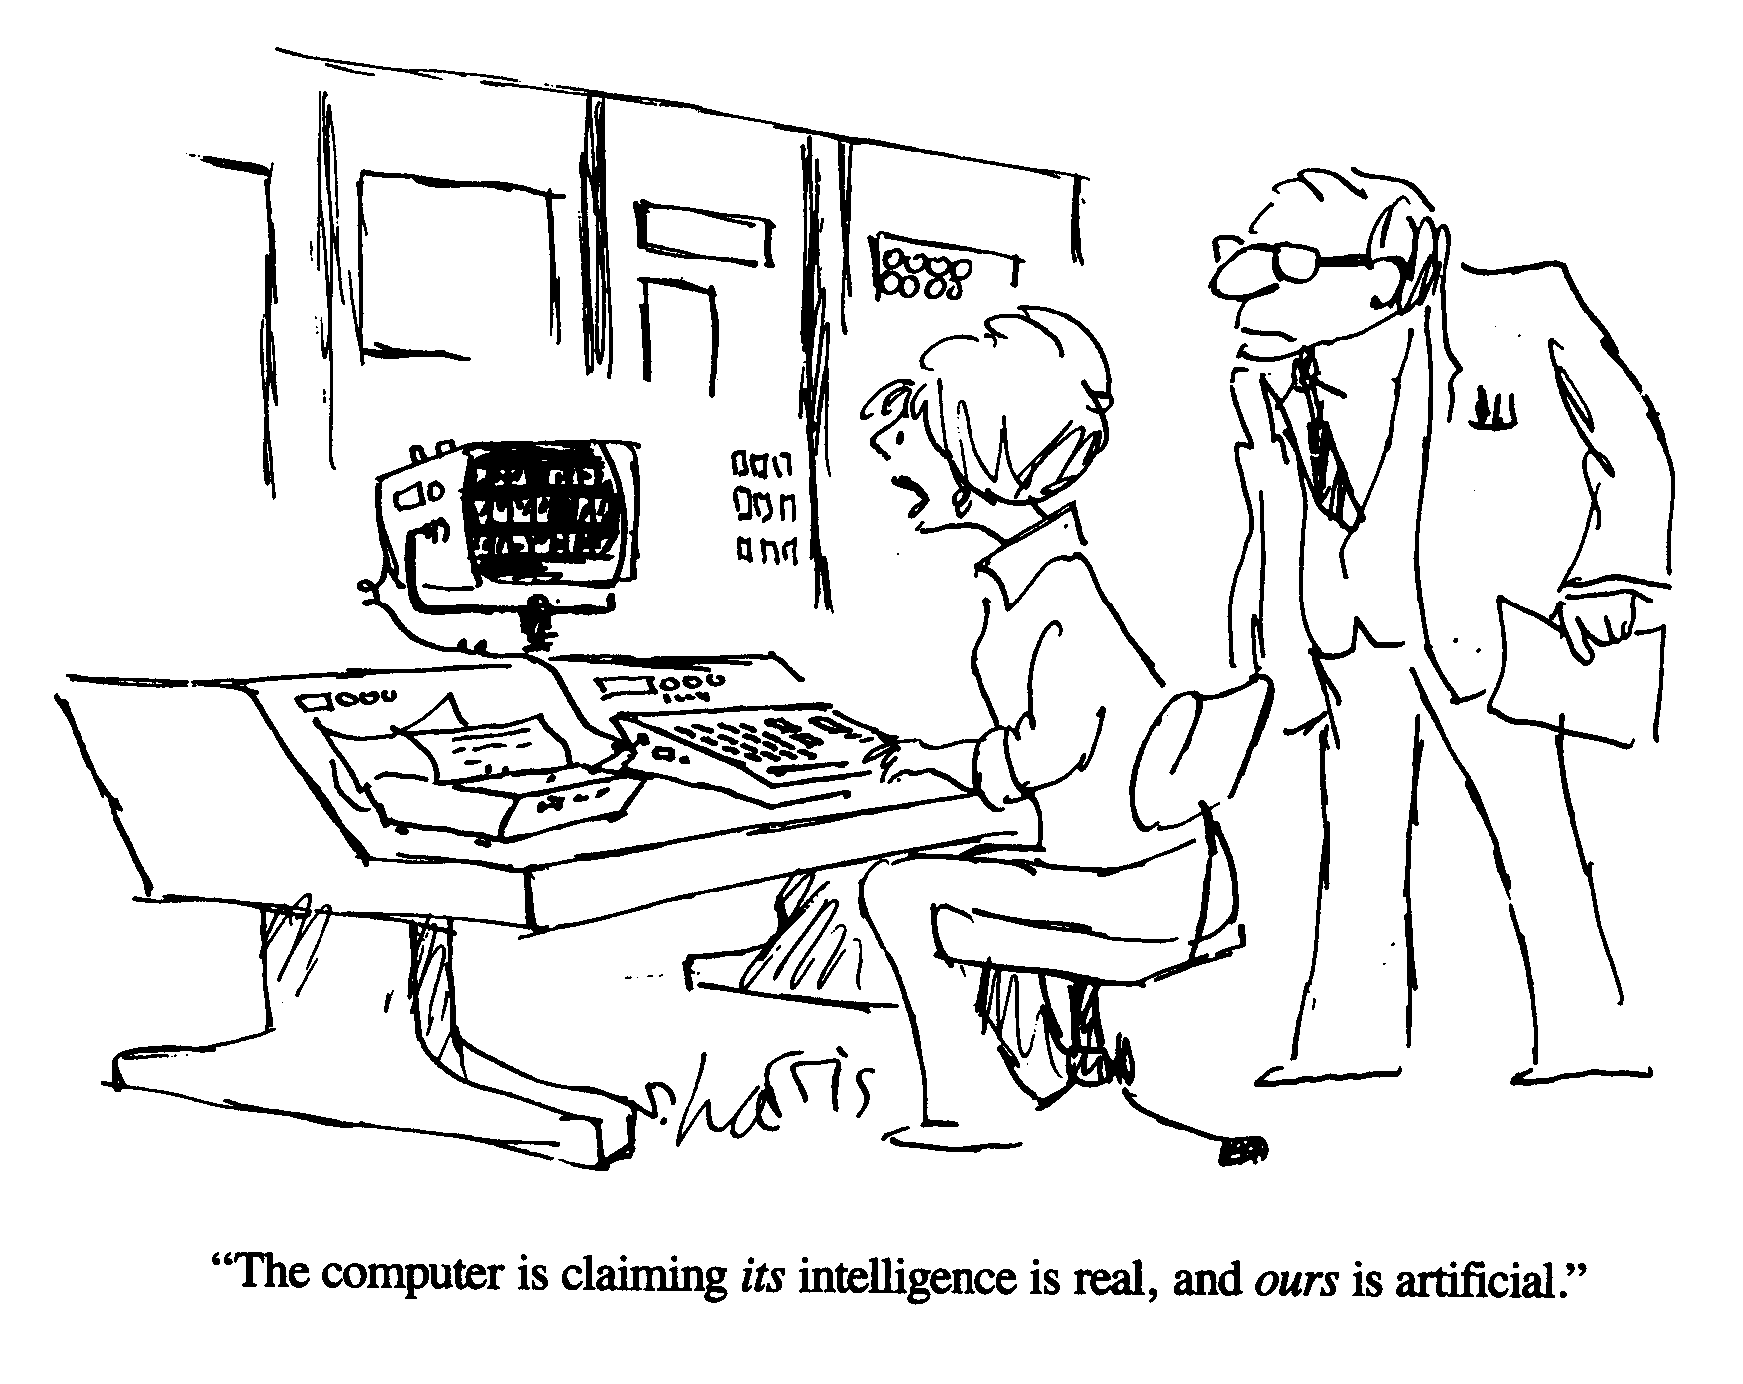 s.harris
“The computer is claiming its intelligence is real, and ours is artificial.”